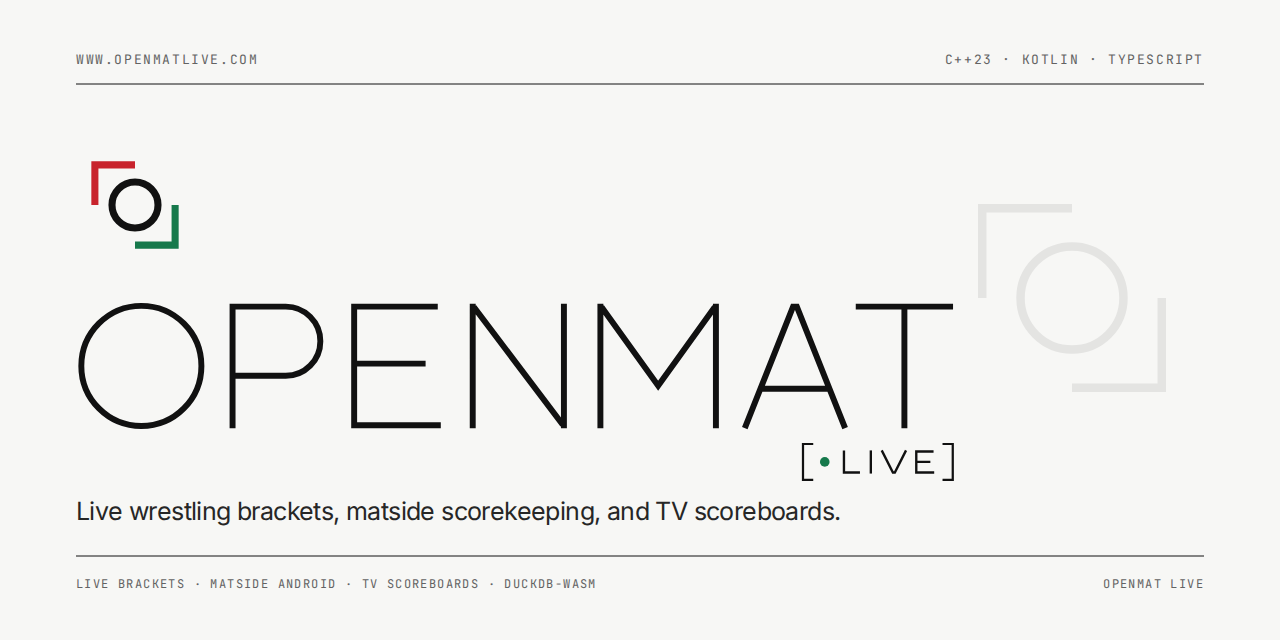 WWW.OPENMATLIVE.COM
C++23 · KOTLIN · TYPESCRIPT
OPENMAT
[•LIVE]
Live wrestling brackets, matside scorekeeping, and TV scoreboards.
LIVE BRACKETS · MATSIDE ANDROID · TV SCOREBOARDS · DUCKDB-WASM
OPENMAT LIVE